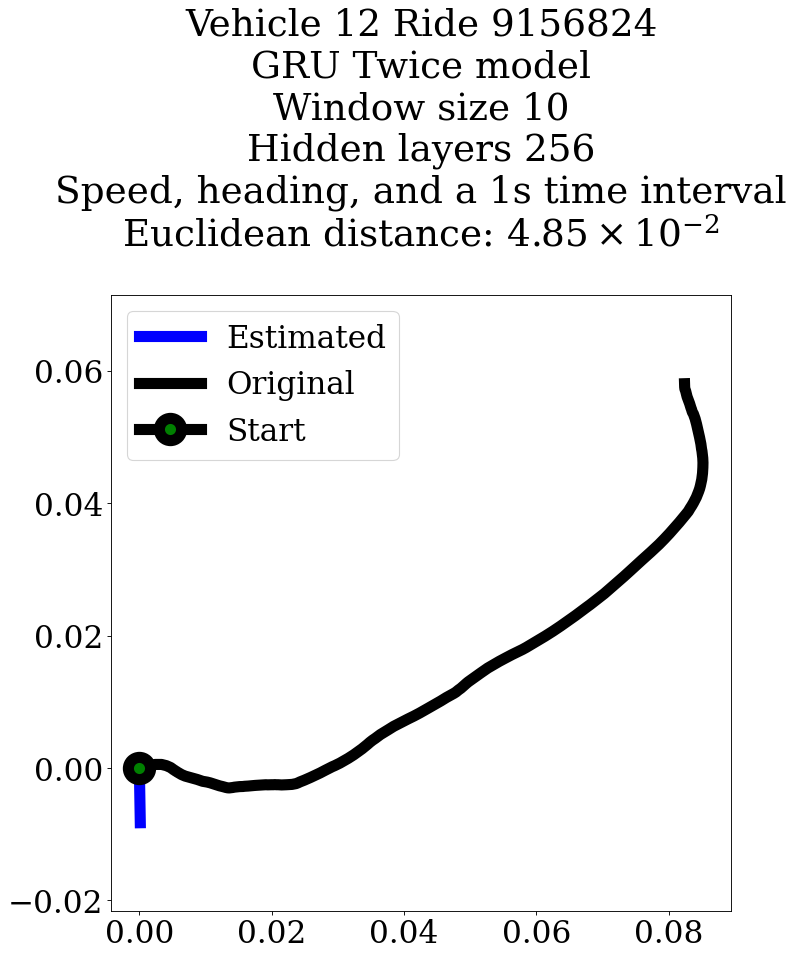 Vehicle 12 Ride 9156824
GRU Twice model
Window size 10
Hidden layers 256
Speed, heading, and a 1s time interval
Euclidean distance: 4.85 × 10⁻²
Estimated
Original
Start
0.06
0.04
0.02
0.00
−0.02
0.00 0.02 0.04 0.06 0.08